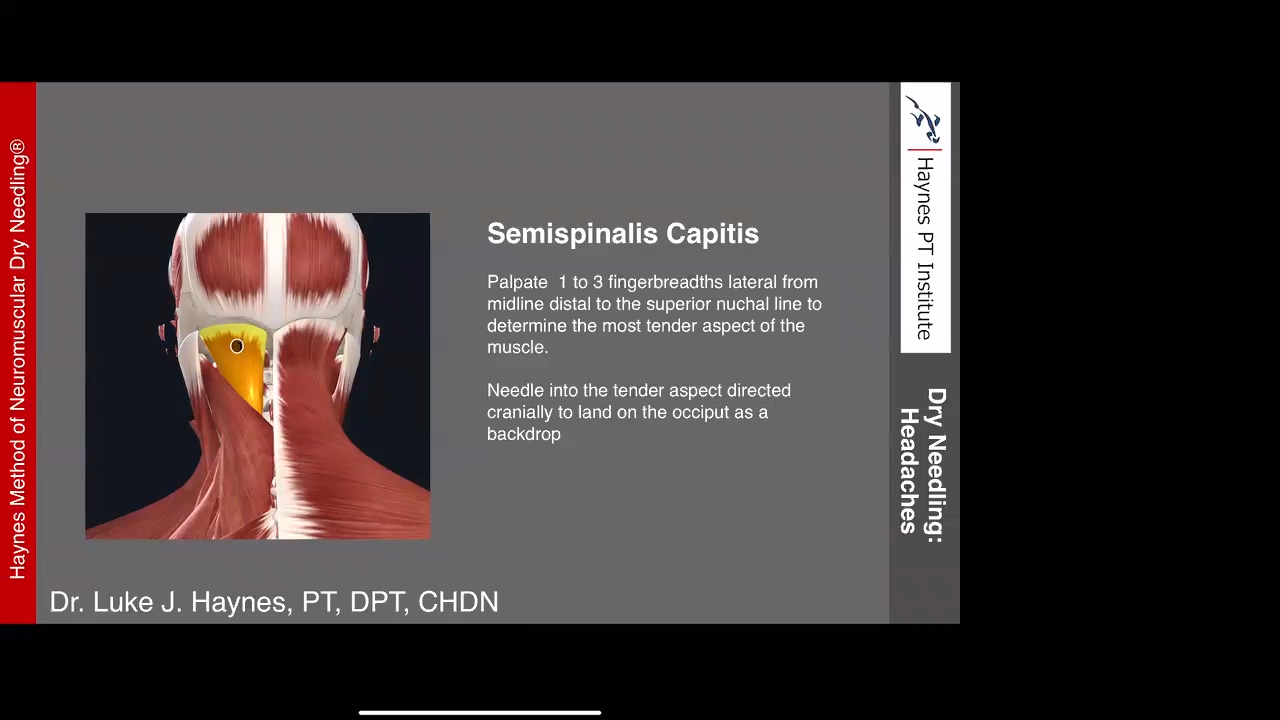 Haynes Method of Neuromuscular Dry Needling®
Semispinalis Capitis
Palpate  1 to 3 fingerbreadths lateral from
midline distal to the superior nuchal line to
determine the most tender aspect of the
muscle.
Needle into the tender aspect directed
cranially to land on the occiput as a
backdrop
Dr. Luke J. Haynes, PT, DPT, CHDN
Haynes PT Institute
Dry Needling:
Headaches